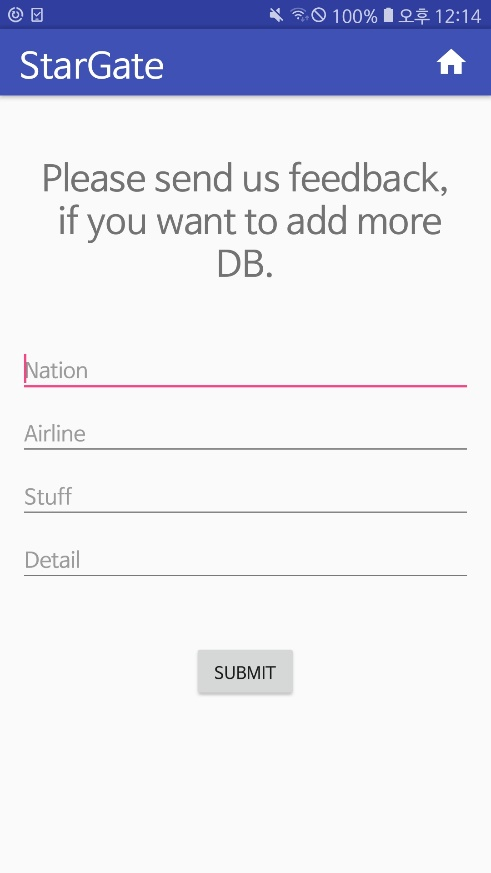 100% 오후 12:14
StarGate
Please send us feedback,
if you want to add more
DB.
Nation
Airline
Stuff
Detail
SUBMIT